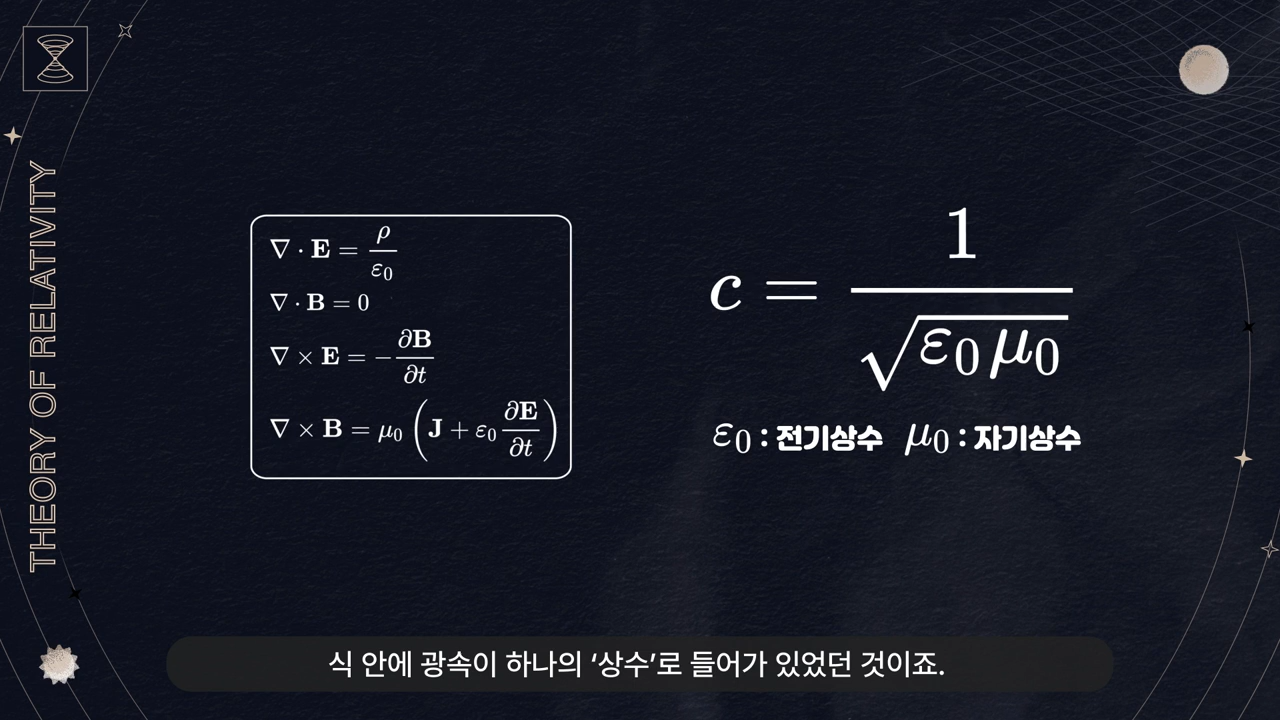 THEORY OF RELATIVITY
∇ · E = ρ / ε₀
∇ · B = 0
∇ × E = − ∂B / ∂t
∇ × B = μ₀ ( J + ε₀ ∂E / ∂t )
c = 1 / √(ε₀ μ₀)
ε₀ : 전기상수 μ₀ : 자기상수
식 안에 광속이 하나의 ‘상수’로 들어가 있었던 것이죠.